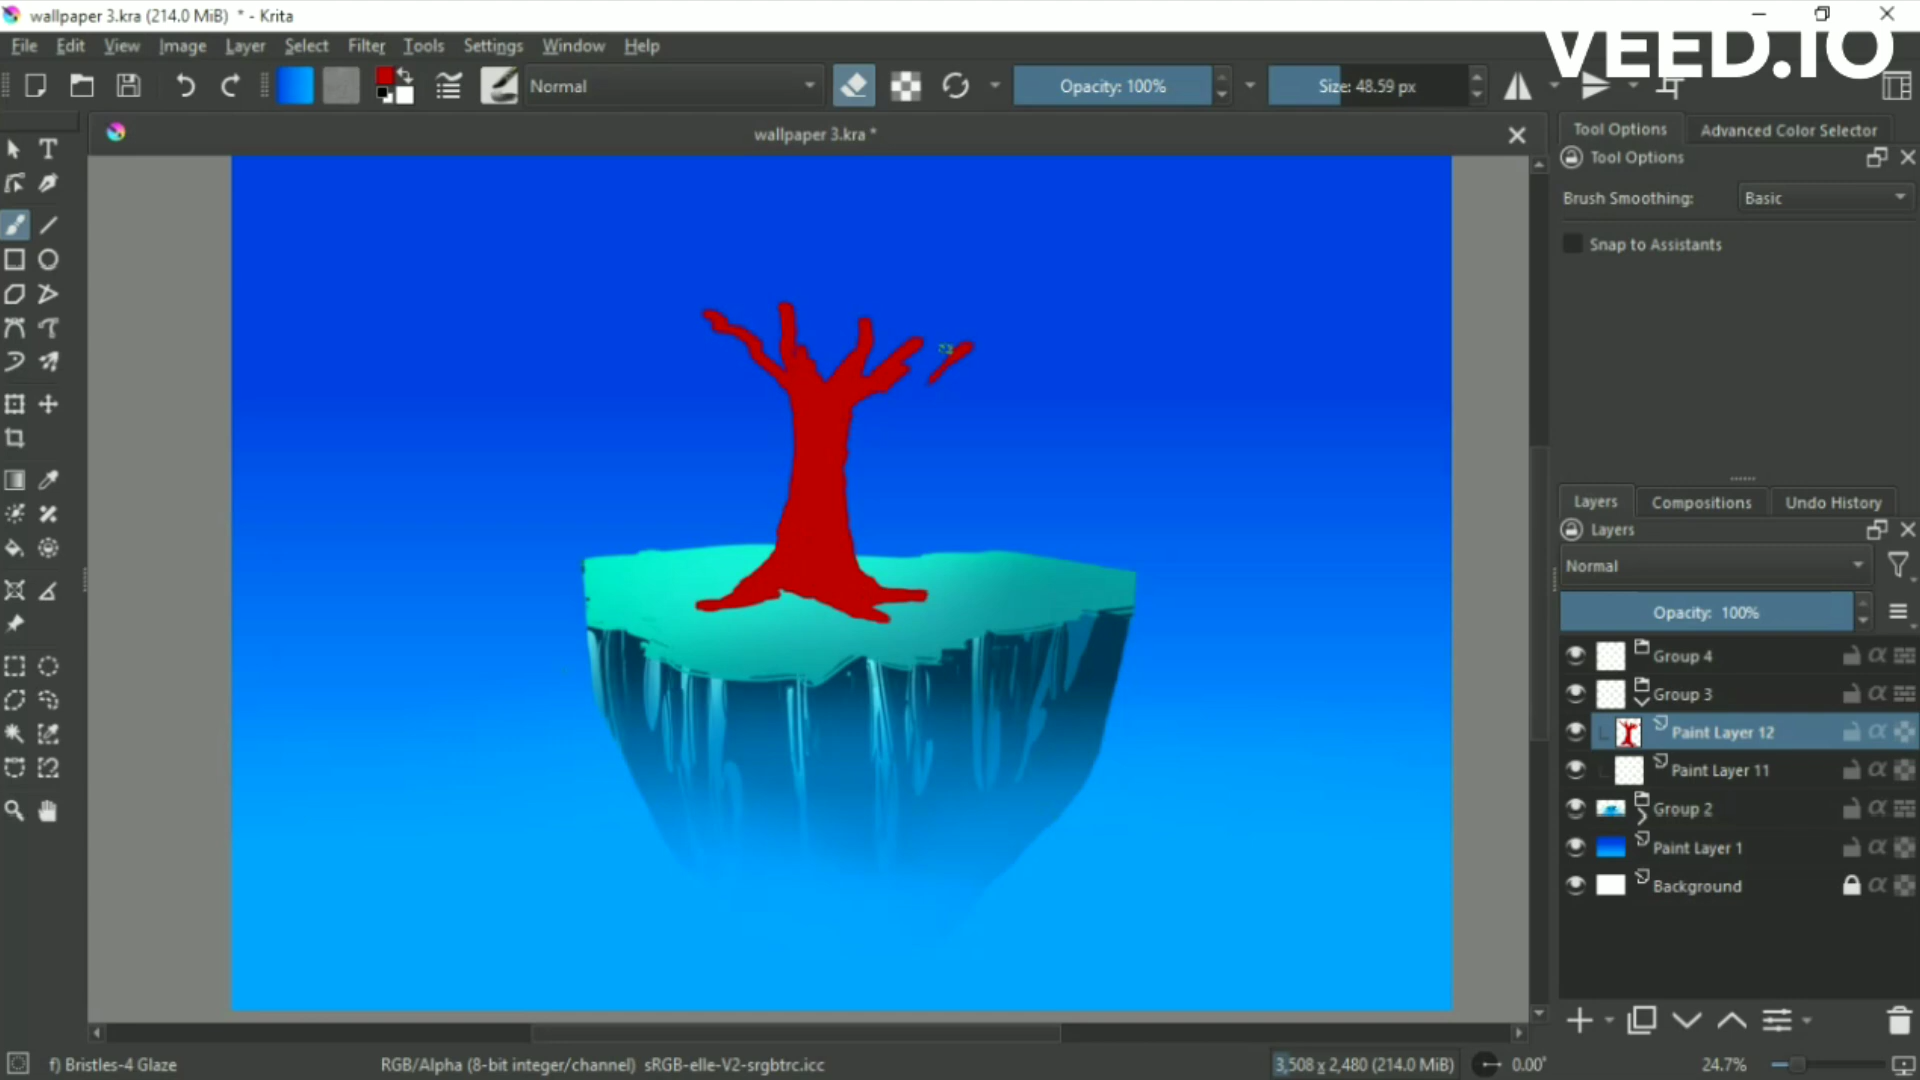 wallpaper 3.kra (214.0 MiB) * - Krita
File Edit View Image Layer Select Filter Tools Settings Window Help
VEED.IO
Normal Opacity: 100% Size: 48.59 px
wallpaper 3.kra *
Tool Options Advanced Color Selector
Tool Options
Brush Smoothing: Basic
Snap to Assistants
Layers Compositions Undo History
Layers
Normal
Opacity: 100%
Group 4
Group 3
Paint Layer 12
Paint Layer 11
Group 2
Paint Layer 1
Background
f) Bristles-4 Glaze RGB/Alpha (8-bit integer/channel) sRGB-elle-V2-srgbtrc.icc 3,508 x 2,480 (214.0 MiB) 0.00° 24.7%